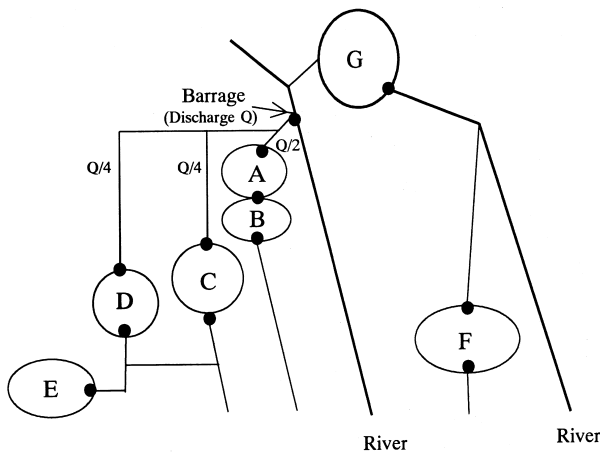 G
Barrage
(Discharge Q)
Q/4
Q/4
Q/2
A
B
C
D
E
F
River
River